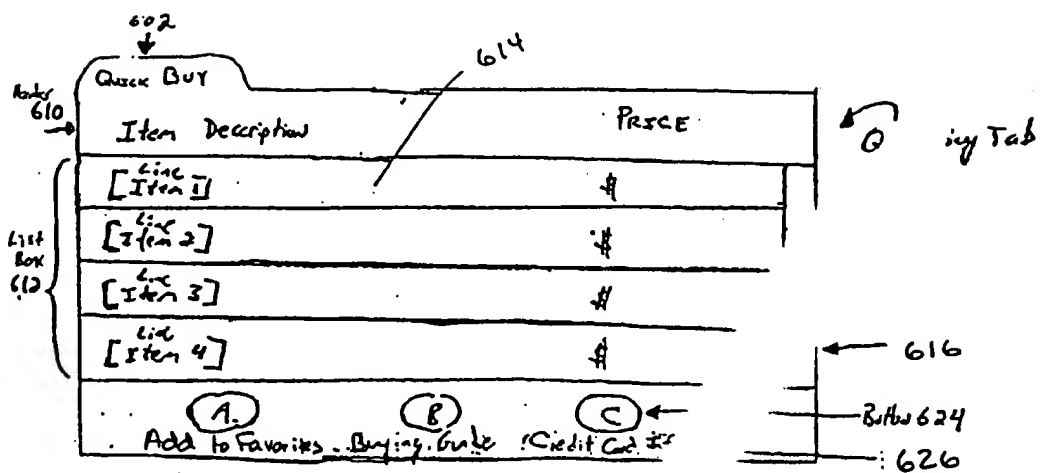 602
Quick Buy
614
Header
610
Item Description PRICE
Tab
[Line Item 1] $
[Line Item 2] $
List Box 612
[Line Item 3] $
[Line Item 4] $
616
A. B C
Button 624
Add to Favorites Buying Guide Credit Card
626